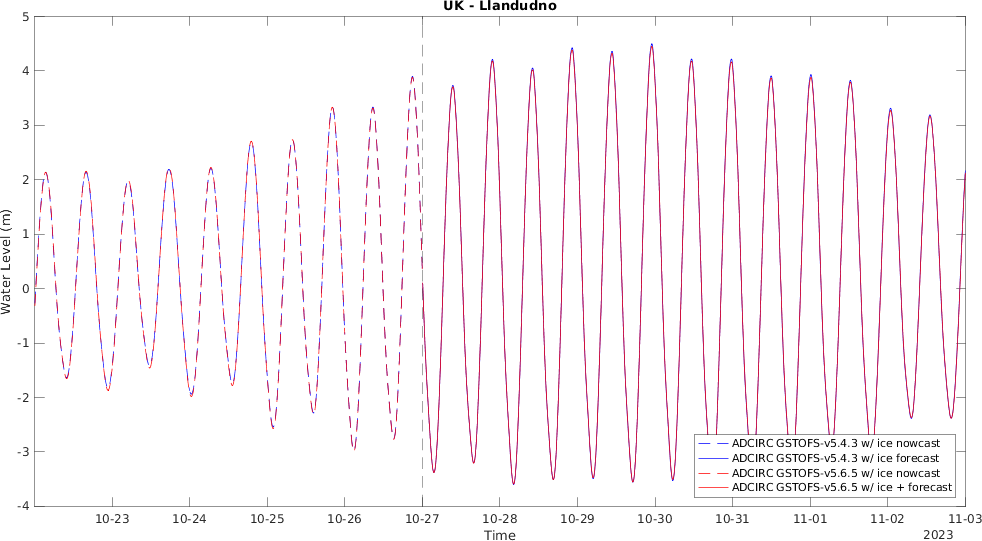 UK - Llandudno
5
4
3
2
1
0
-1
-2
-3
-4
Water Level (m)
ADCIRC GSTOFS-v5.4.3 w/ ice nowcast
ADCIRC GSTOFS-v5.4.3 w/ ice forecast
ADCIRC GSTOFS-v5.6.5 w/ ice nowcast
ADCIRC GSTOFS-v5.6.5 w/ ice + forecast
10-23 10-24 10-25 10-26 10-27 10-28 10-29 10-30 10-31 11-01 11-02 11-03
Time
2023